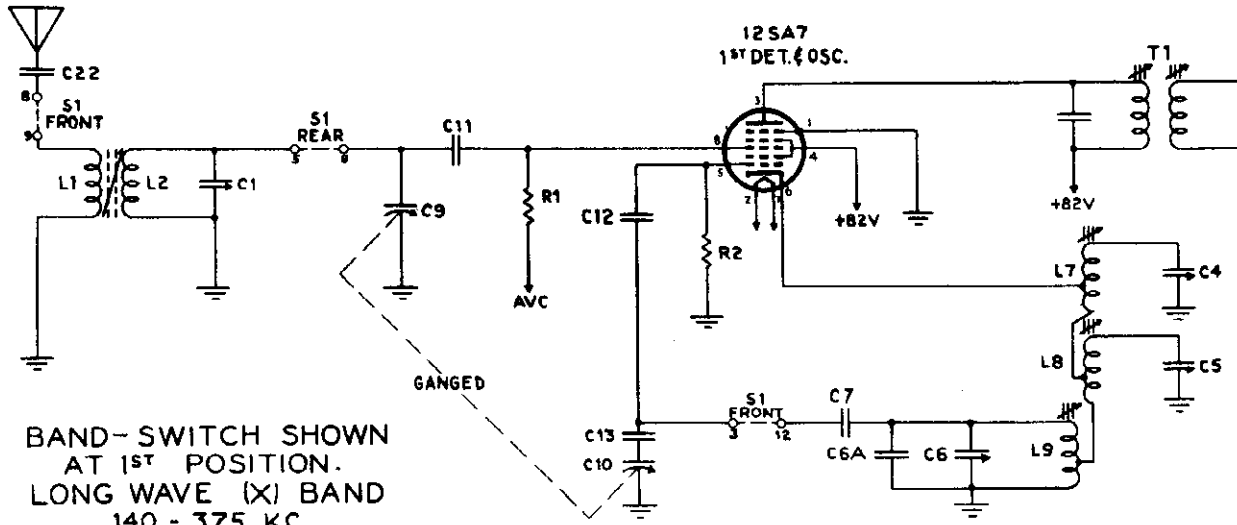 12SA7
1ST DET. & OSC.
T1
C22
8
S1
FRONT
9
S1
REAR
5
8
C11
3
1
8
4
5
6
2
7
L1
L2
C1
C9
R1
C12
R2
+82V
+82V
AVC
L7
C4
L8
C5
GANGED
S1
FRONT
3
12
C7
C13
C10
C6A
C6
L9
BAND-SWITCH SHOWN
AT 1ST POSITION.
LONG WAVE (X) BAND
140 - 375 KC